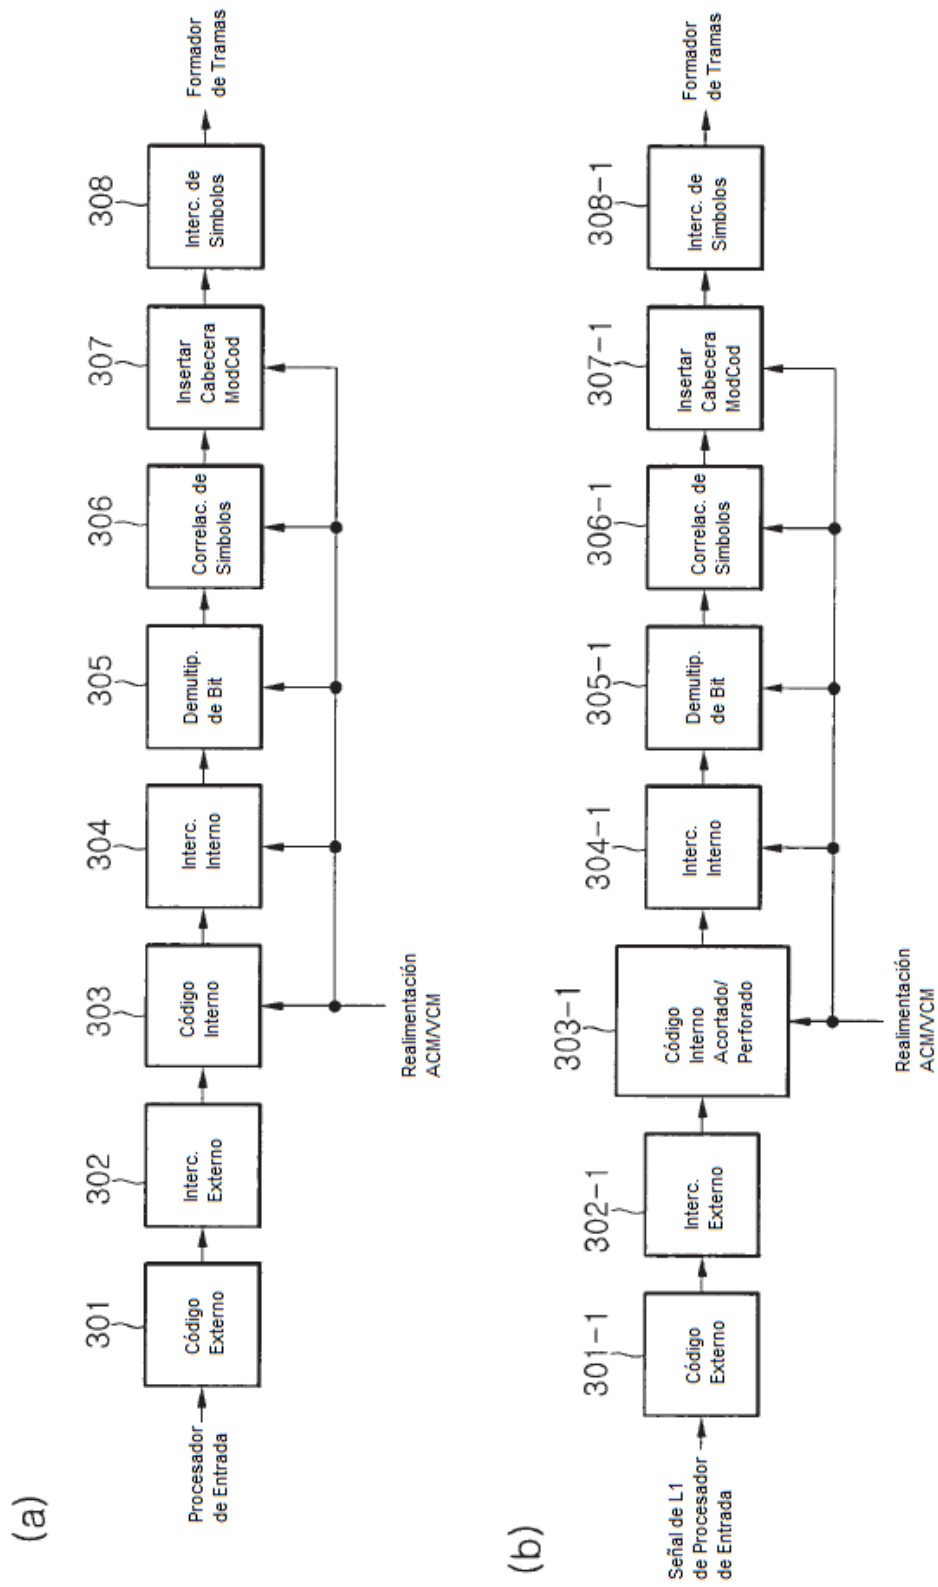 (a)
Procesador
de Entrada
301
Código
Externo
302
Interc.
Externo
303
Código
Interno
304
Interc.
Interno
305
Demultip.
de Bit
306
Correlac. de
Simbolos
307
Insertar
Cabecera
ModCod
308
Interc. de
Simbolos
Formador
de Tramas
Realimentación
ACM/VCM
(b)
Señal de L1
de Procesador
de Entrada
301-1
Código
Externo
302-1
Interc.
Externo
303-1
Código
Interno
Acortado/
Perforado
304-1
Interc.
Interno
305-1
Demultip.
de Bit
306-1
Correlac. de
Simbolos
307-1
Insertar
Cabecera
ModCod
308-1
Interc. de
Simbolos
Formador
de Tramas
Realimentación
ACM/VCM